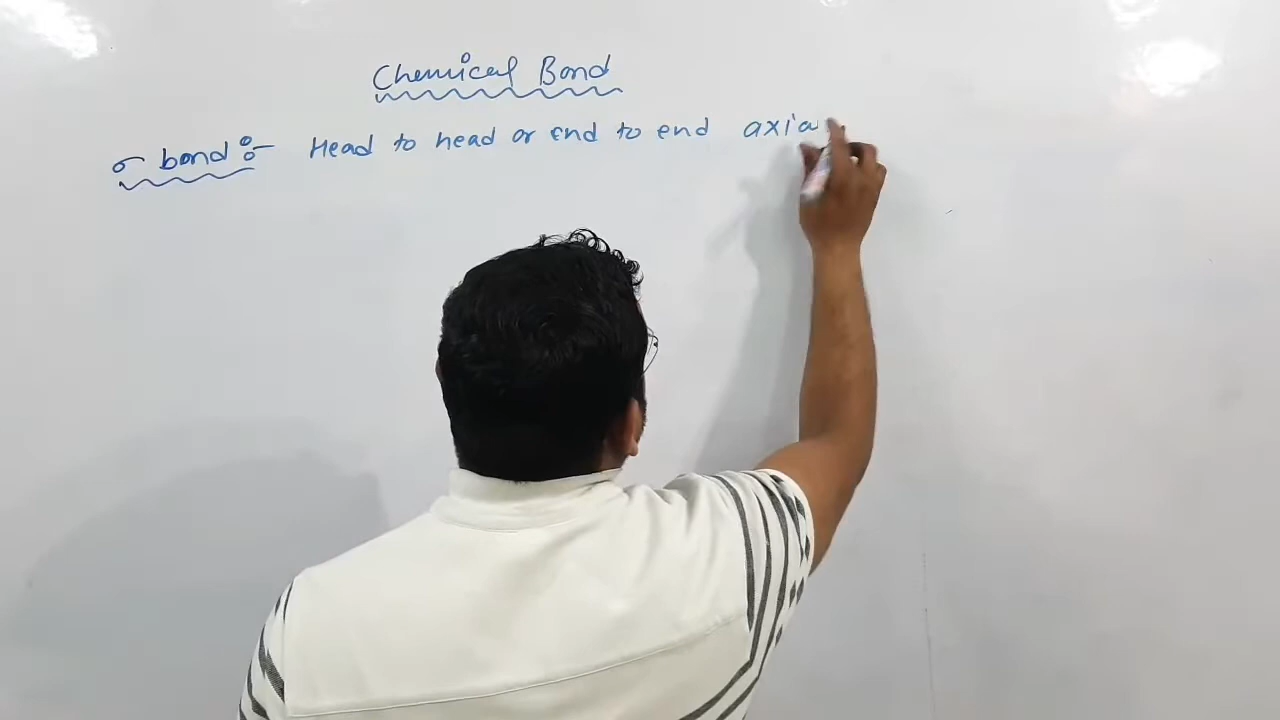 Chemical Bond
σ bond :- Head to head or end to end axia